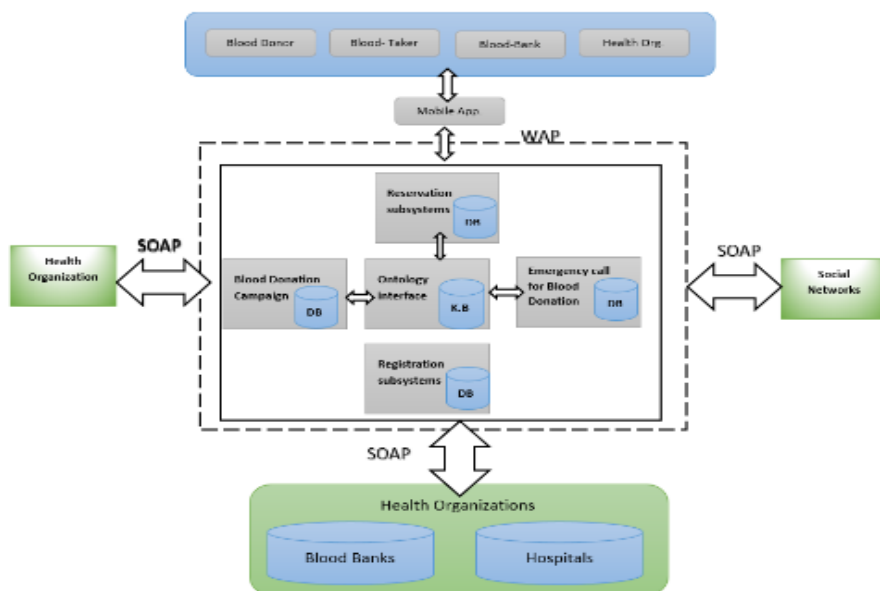 Blood Donor
Blood- Taker
Blood-Bank
Health Org.
Mobile App.
WAP
Reservation
subsystems
DB
SOAP
SOAP
Health
Organization
Blood Donation
Campaign
DB
Ontology
interface
K.B
Emergency call
for Blood
Donation
DB
Social
Networks
Registration
subsystems
DB
SOAP
Health Organizations
Blood Banks
Hospitals